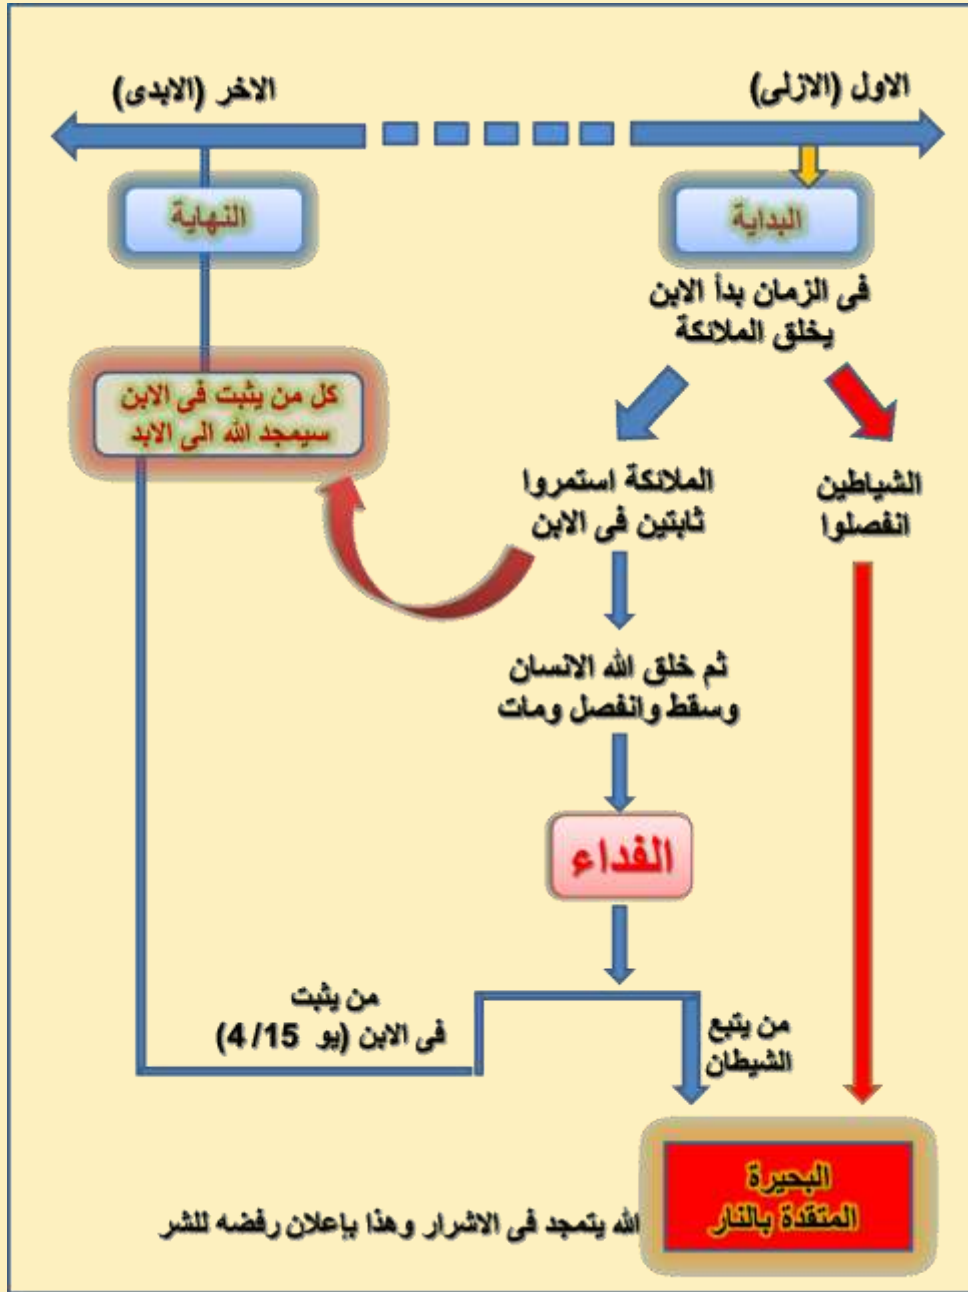 الاول (الازلى)
الاخر (الابدى)
البداية
النهاية
فى الزمان بدأ الابن
يخلق الملائكة
كل من يثبت فى الابن
سيمجد الله الى الابد
الشياطين
انفصلوا
الملائكة استمروا
ثابتين فى الابن
ثم خلق الله الانسان
وسقط وانفصل ومات
الفداء
من يتبع
الشيطان
من يثبت
فى الابن (يو 4/15)
البحيرة
المتقدة بالنار
الله يتمجد فى الاشرار وهذا بإعلان رفضه للشر